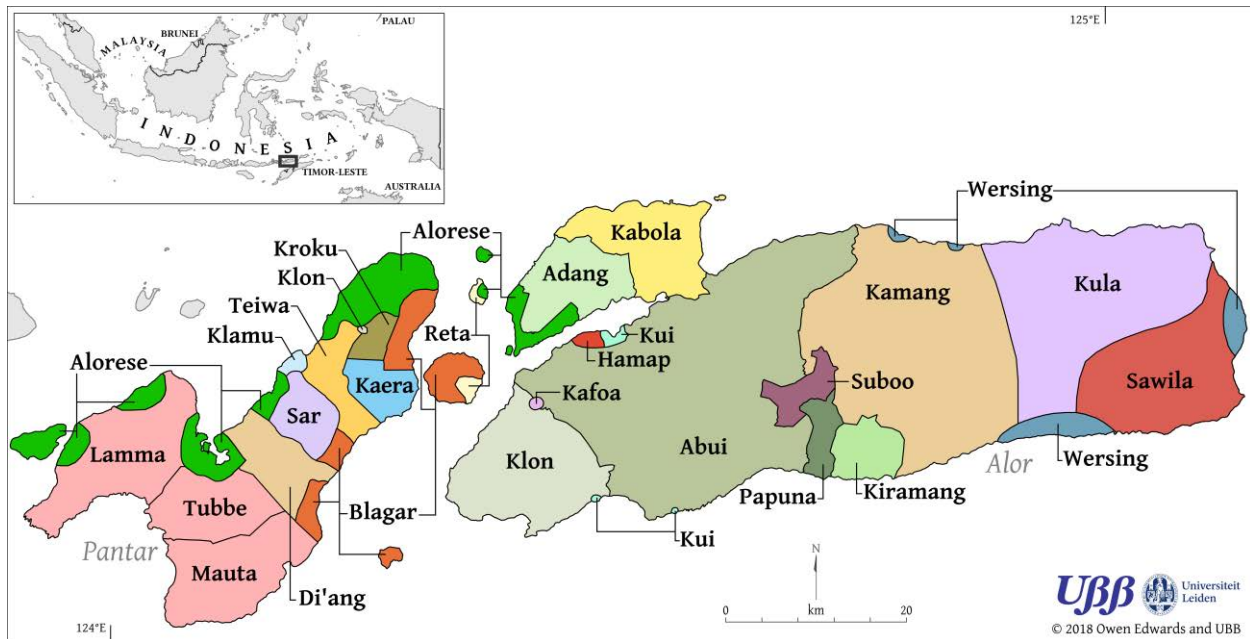 PALAU
BRUNEI
MALAYSIA
INDONESIA
TIMOR-LESTE
AUSTRALIA
125°E
Wersing
Kabola
Alorese
Kroku
Klon
Adang
Kula
Kamang
Teiwa
Klamu
Reta
Kui
Hamap
Alorese
Kaera
Suboo
Sawila
Sar
Kafoa
Lamma
Klon
Abui
Alor
Wersing
Papuna
Kiramang
Tubbe
Blagar
Kui
Pantar
Mauta
Di'ang
N
0 km 20
UBB
Universiteit
Leiden
124°E
© 2018 Owen Edwards and UBB